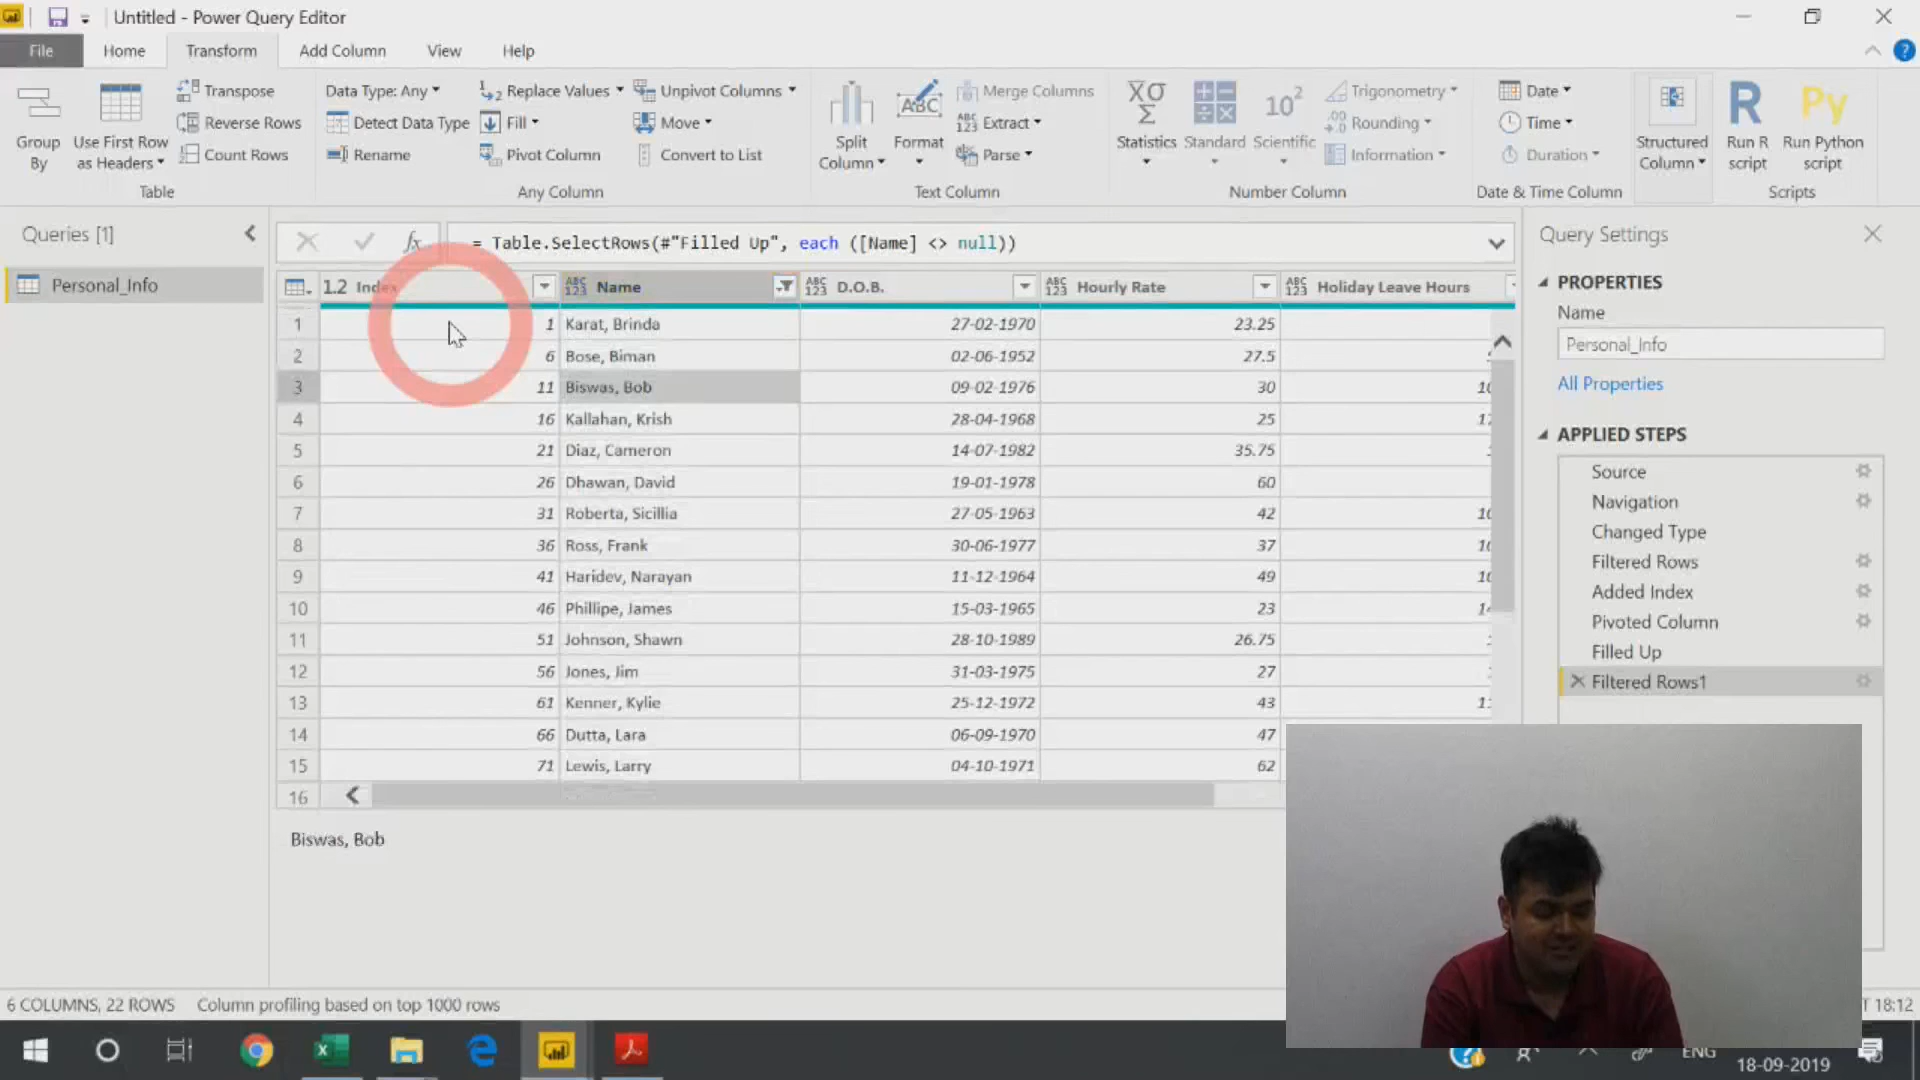 Untitled - Power Query Editor
File Home Transform Add Column View Help
Group By
Use First Row as Headers
Transpose
Reverse Rows
Count Rows
Table
Data Type: Any
Detect Data Type
Rename
Replace Values
Fill
Pivot Column
Unpivot Columns
Move
Convert to List
Any Column
Split Column
Format
Merge Columns
Extract
Parse
Text Column
Statistics
Standard
Scientific
Trigonometry
Rounding
Information
Number Column
Date
Time
Duration
Date & Time Column
Structured Column
Run R script
Run Python script
Scripts
Queries [1]
Personal_Info
= Table.SelectRows(#"Filled Up", each ([Name] <> null))
1.2 Index ABC 123 Name ABC 123 D.O.B. ABC 123 Hourly Rate ABC 123 Holiday Leave Hours
1 1 Karat, Brinda 27-02-1970 23.25
2 6 Bose, Biman 02-06-1952 27.5
3 11 Biswas, Bob 09-02-1976 30
4 16 Kallahan, Krish 28-04-1968 25
5 21 Diaz, Cameron 14-07-1982 35.75
6 26 Dhawan, David 19-01-1978 60
7 31 Roberta, Sicillia 27-05-1963 42
8 36 Ross, Frank 30-06-1977 37
9 41 Haridev, Narayan 11-12-1964 49
10 46 Phillipe, James 15-03-1965 23
11 51 Johnson, Shawn 28-10-1989 26.75
12 56 Jones, Jim 31-03-1975 27
13 61 Kenner, Kylie 25-12-1972 43
14 66 Dutta, Lara 06-09-1970 47
15 71 Lewis, Larry 04-10-1971 62
16
Biswas, Bob
Query Settings
PROPERTIES
Name
Personal_Info
All Properties
APPLIED STEPS
Source
Navigation
Changed Type
Filtered Rows
Added Index
Pivoted Column
Filled Up
Filtered Rows1
6 COLUMNS, 22 ROWS Column profiling based on top 1000 rows
T 18:12
ENG
18-09-2019